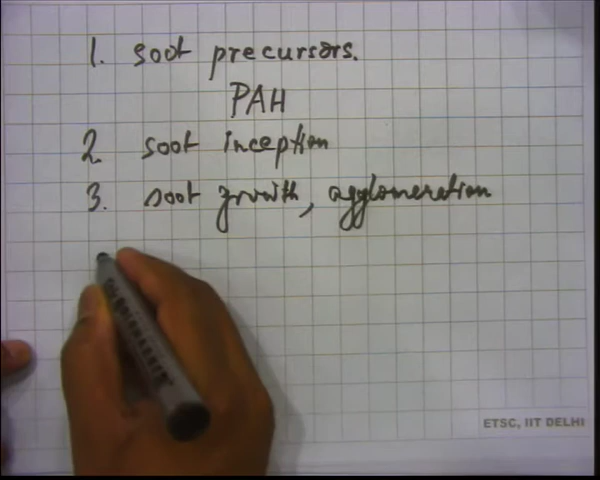 1. soot precursors.
PAH
2 soot inception
3. soot growth, agglomeration
ETSC, IIT DELHI